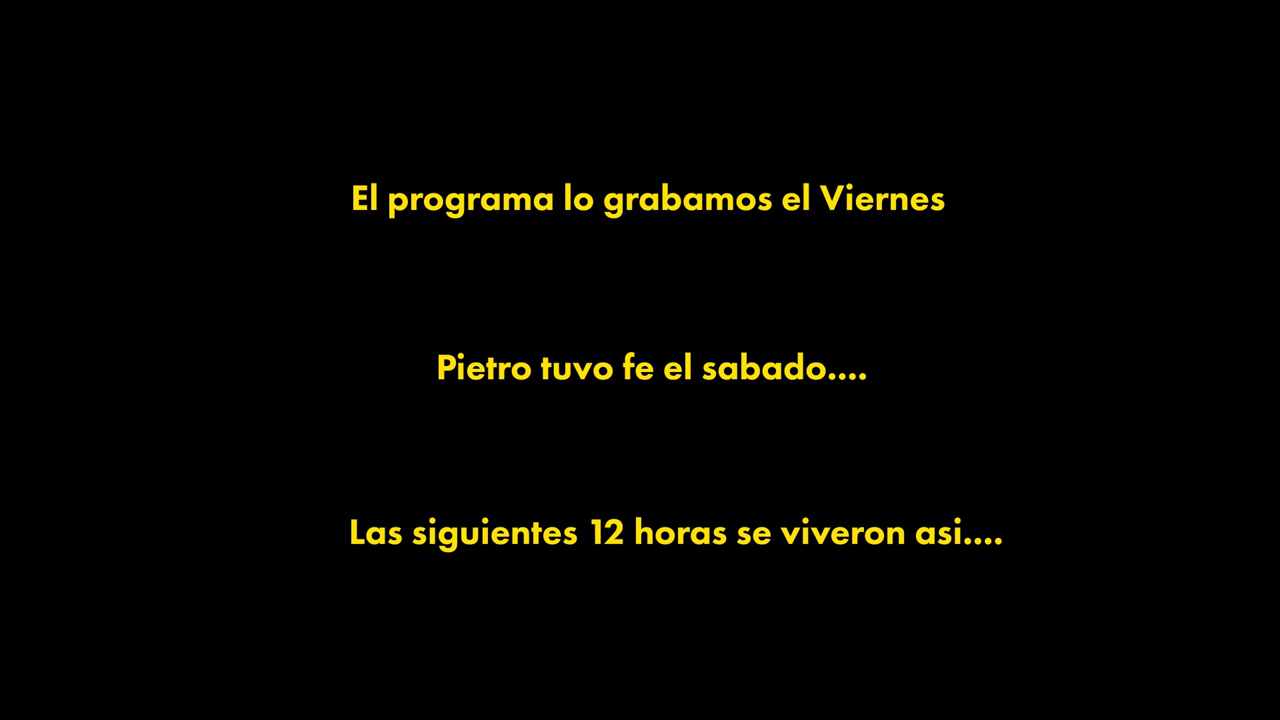 El programa lo grabamos el Viernes
Pietro tuvo fe el sabado....
Las siguientes 12 horas se viveron asi....